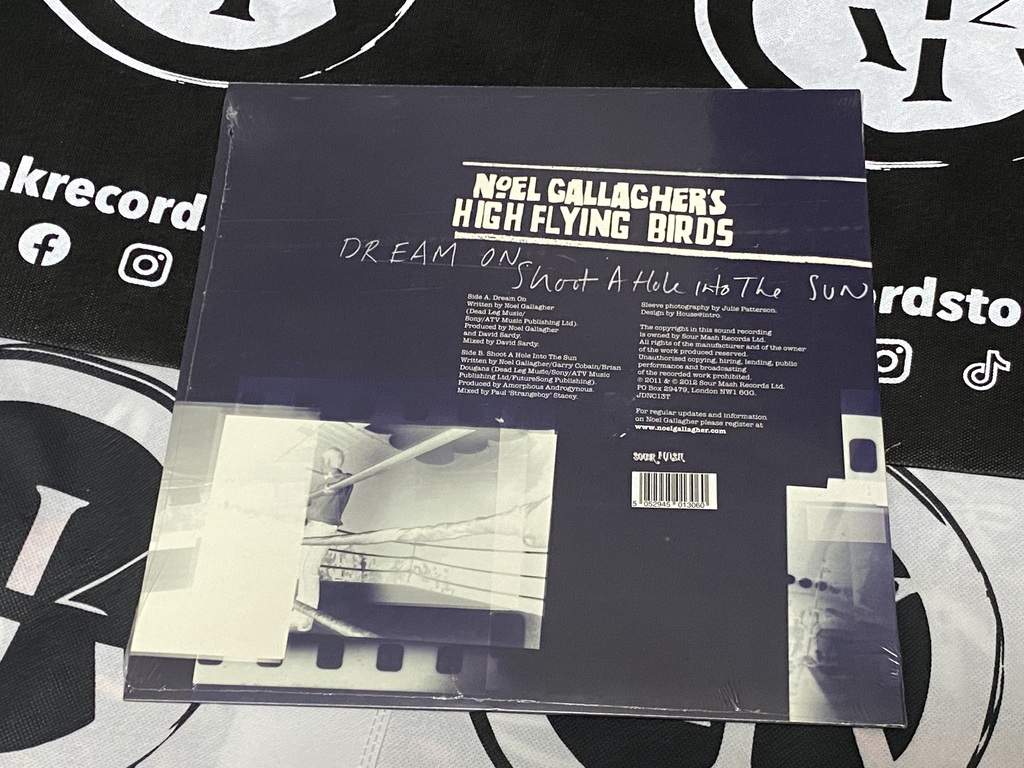 NOEL GALLAGHER'S
HIGH FLYING BIRDS
DREAM ON
Shoot A Hole Into The SUN
Side A. Dream On
Written by Noel Gallagher
(Dead Leg Music/
Sony/ATV Music Publishing Ltd).
Produced by Noel Gallagher
and David Sardy.
Mixed by David Sardy.
Side B. Shoot A Hole Into The Sun
Written by Noel Gallagher/Garry Cobain/Brian
Dougans (Dead Leg Music/Sony/ATV Music
Publishing Ltd/FutureSong Publishing).
Produced by Amorphous Androgynous.
Mixed by Paul 'Strangeboy' Stacey.
Sleeve photography by Julie Patterson.
Design by House@intro.
The copyright in this sound recording
is owned by Sour Mash Records Ltd.
All rights of the manufacturer and of the owner
of the work produced reserved.
Unauthorised copying, hiring, lending, public
performance and broadcasting
of the recorded work prohibited.
℗ 2011 & © 2012 Sour Mash Records Ltd.
PO Box 29479, London NW1 6GG.
JDNC13T
For regular updates and information
on Noel Gallagher please register at
www.noelgallagher.com
SOUR MASH
5 052945 013060
akrecords
rdsto